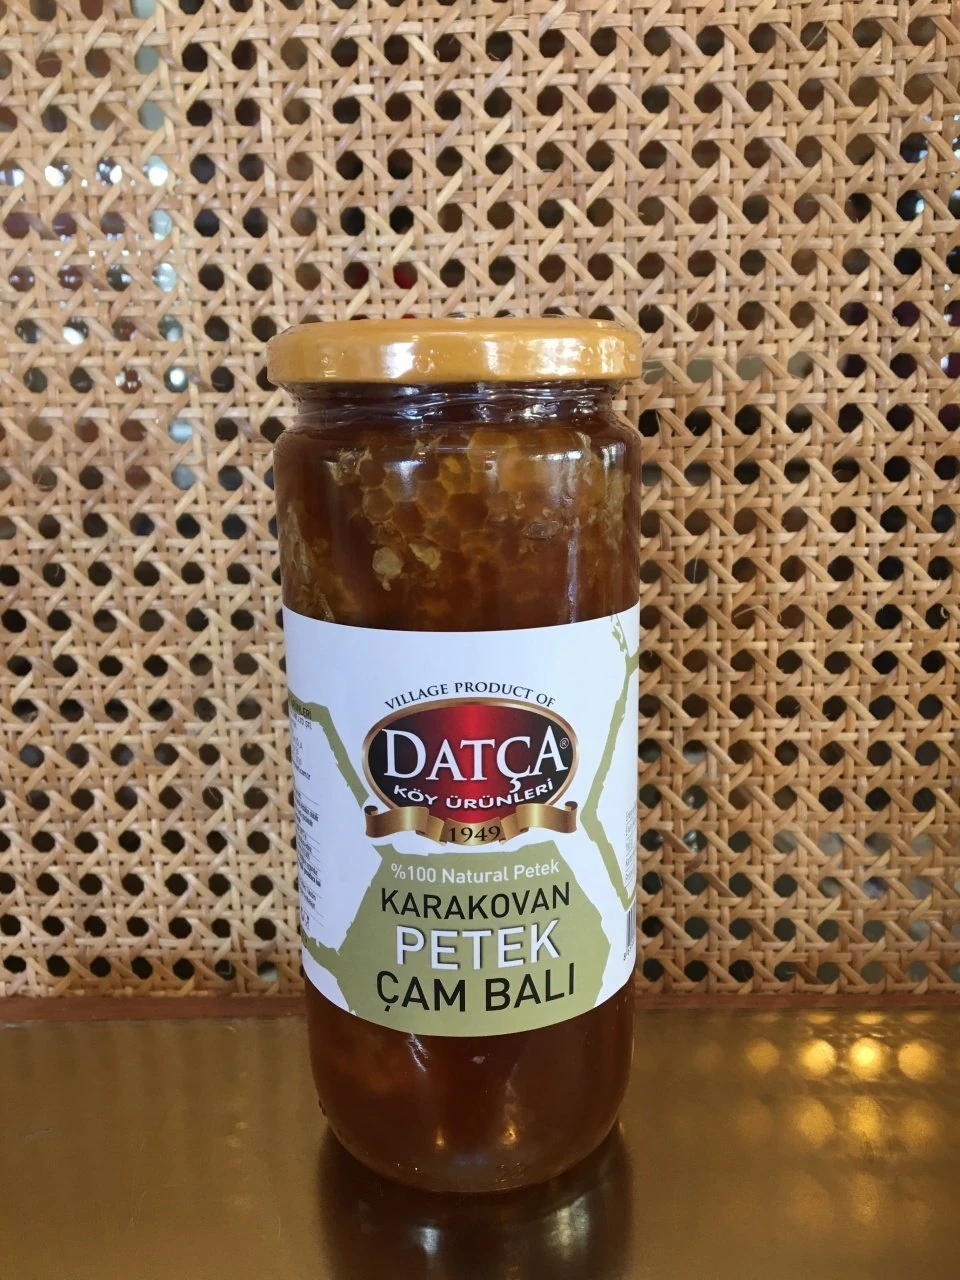 VILLAGE PRODUCT OF
DATÇA®
KÖY ÜRÜNLERİ
1949
%100 Natural Petek
KARAKOVAN
PETEK
ÇAM BALI